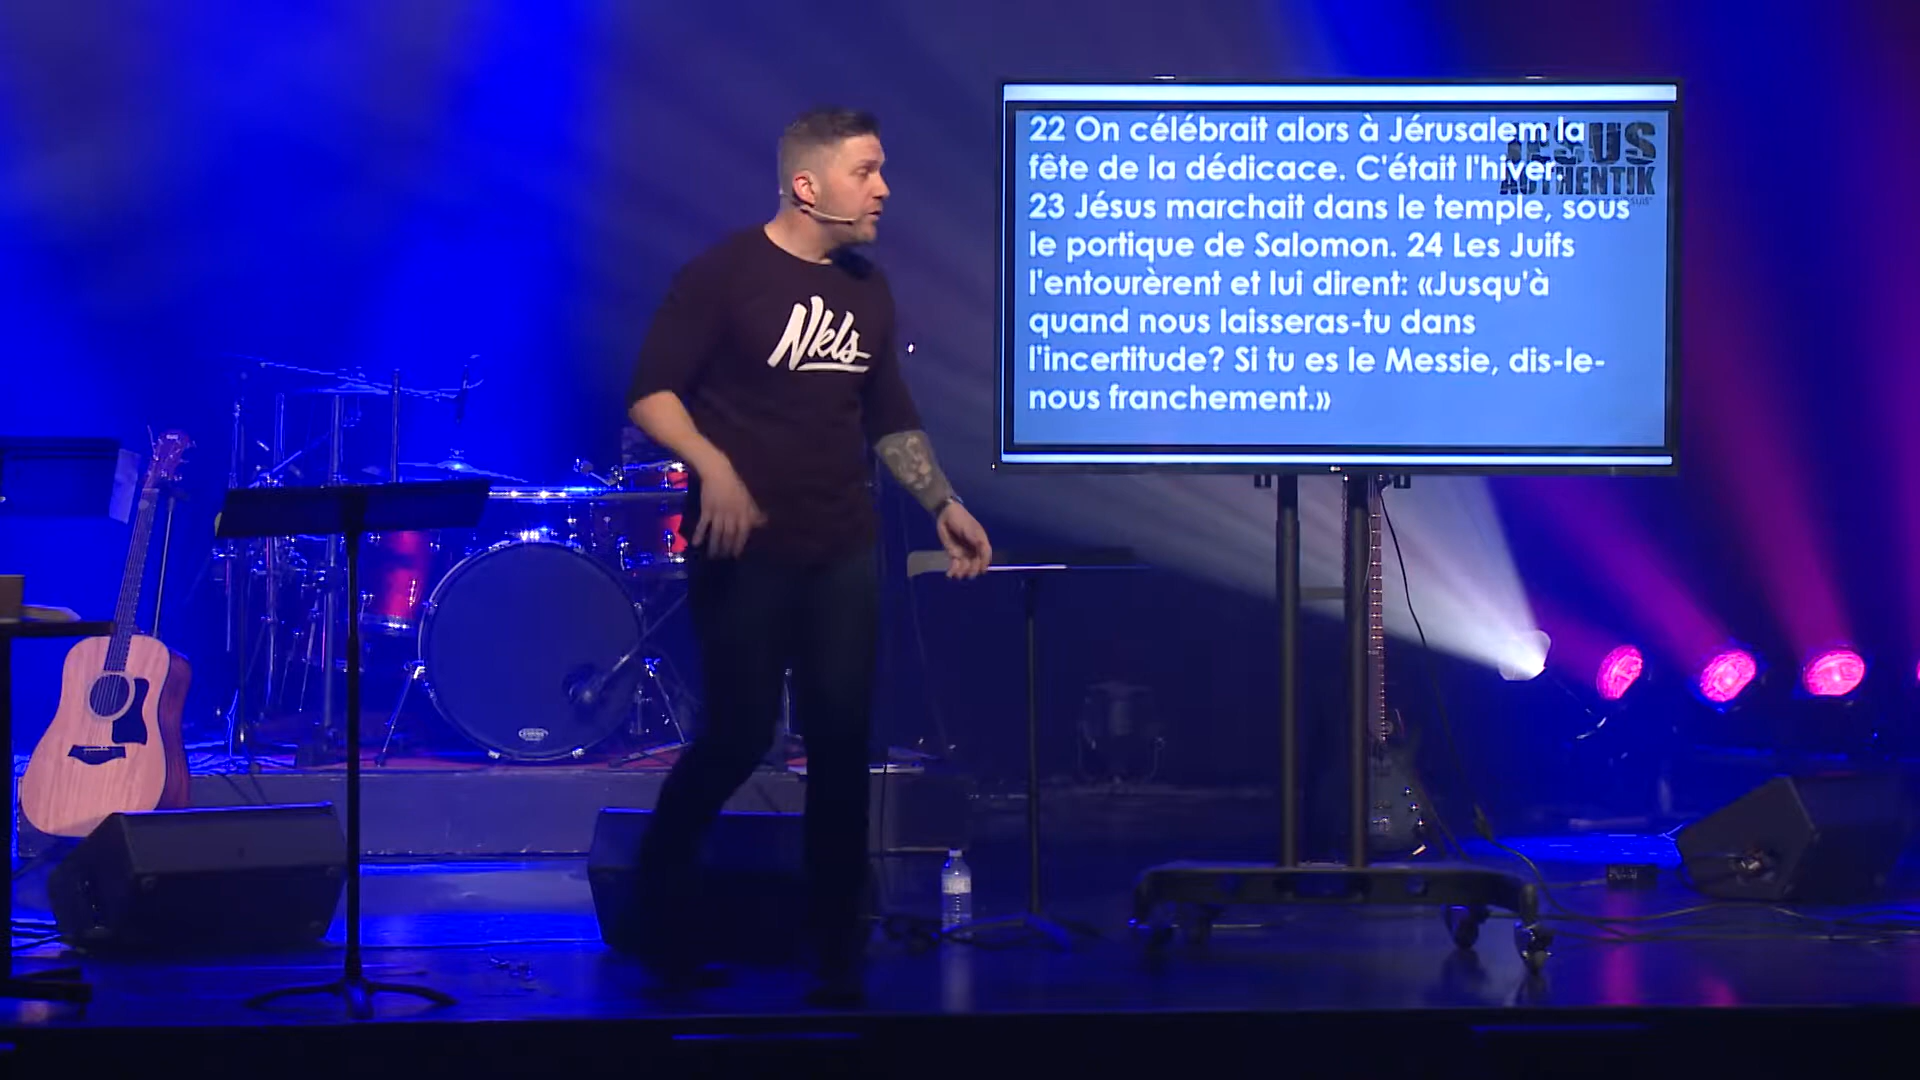 22 On célébrait alors à Jérusalem la
fête de la dédicace. C'était l'hiver.
23 Jésus marchait dans le temple, sous
le portique de Salomon. 24 Les Juifs
l'entourèrent et lui dirent: «Jusqu'à
quand nous laisseras-tu dans
l'incertitude? Si tu es le Messie, dis-le-
nous franchement.»
JESUS
AUTHENTIK
Nkls